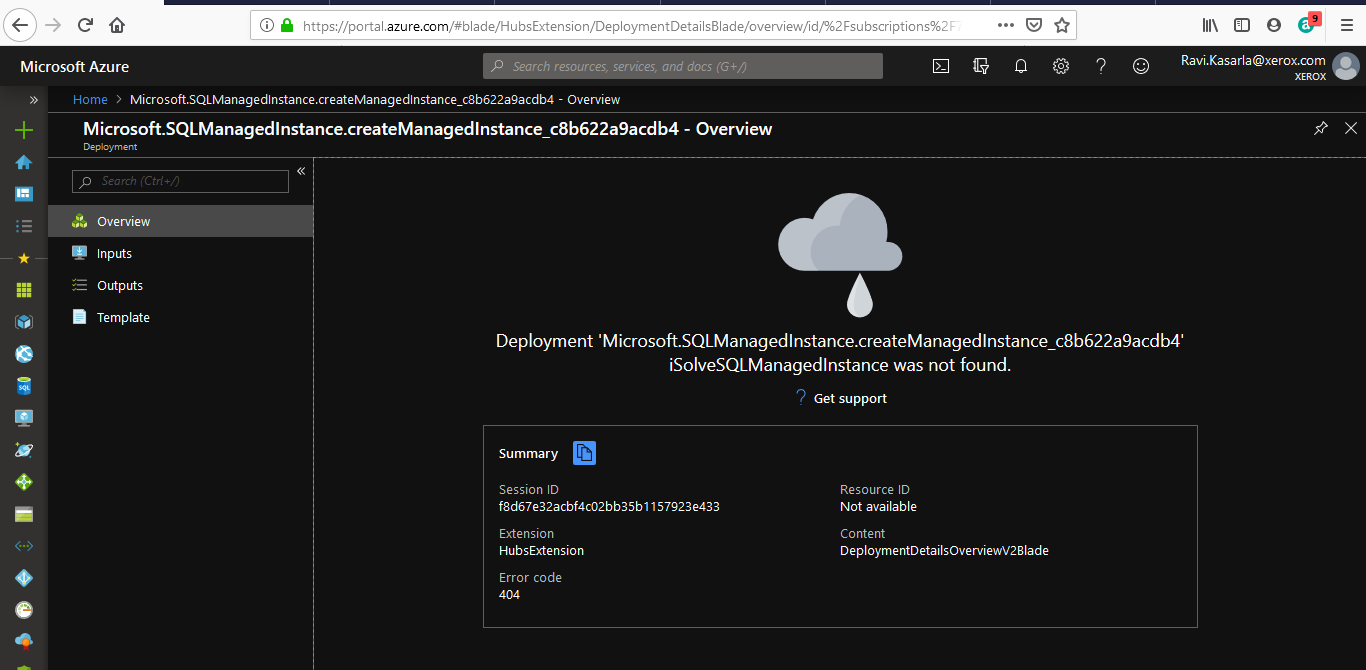 https://portal.azure.com/#blade/HubsExtension/DeploymentDetailsBlade/overview/id/%2Fsubscriptions%2F
9
Microsoft Azure
Search resources, services, and docs (G+/)
Ravi.Kasarla@xerox.com
XEROX
Home > Microsoft.SQLManagedInstance.createManagedInstance_c8b622a9acdb4 - Overview
Microsoft.SQLManagedInstance.createManagedInstance_c8b622a9acdb4 - Overview
Deployment
Search (Ctrl+/)
Overview
Inputs
Outputs
Template
Deployment 'Microsoft.SQLManagedInstance.createManagedInstance_c8b622a9acdb4'
iSolveSQLManagedInstance was not found.
Get support
Summary
Session ID
f8d67e32acbf4c02bb35b1157923e433
Resource ID
Not available
Extension
HubsExtension
Content
DeploymentDetailsOverviewV2Blade
Error code
404
SQL